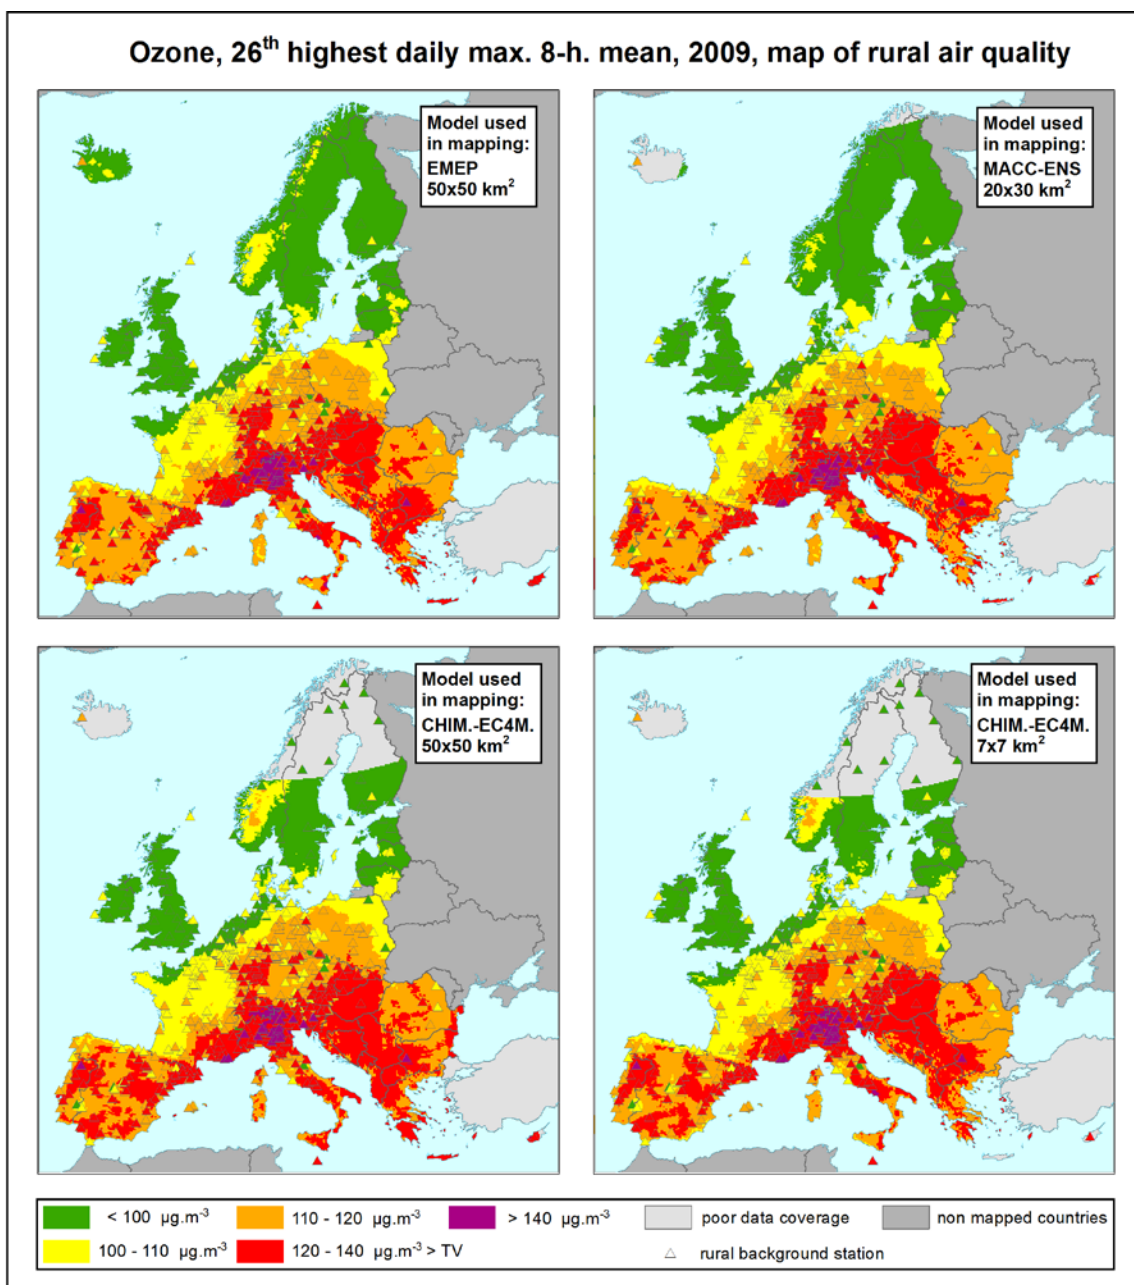 Ozone, 26th highest daily max. 8-h. mean, 2009, map of rural air quality
Model used
in mapping:
EMEP
50x50 km2
Model used
in mapping:
MACC-ENS
20x30 km2
Model used
in mapping:
CHIM.-EC4M.
50x50 km2
Model used
in mapping:
CHIM.-EC4M.
7x7 km2
< 100 µg.m-3
110 - 120 µg.m-3
> 140 µg.m-3
poor data coverage
non mapped countries
100 - 110 µg.m-3
120 - 140 µg.m-3 > TV
rural background station